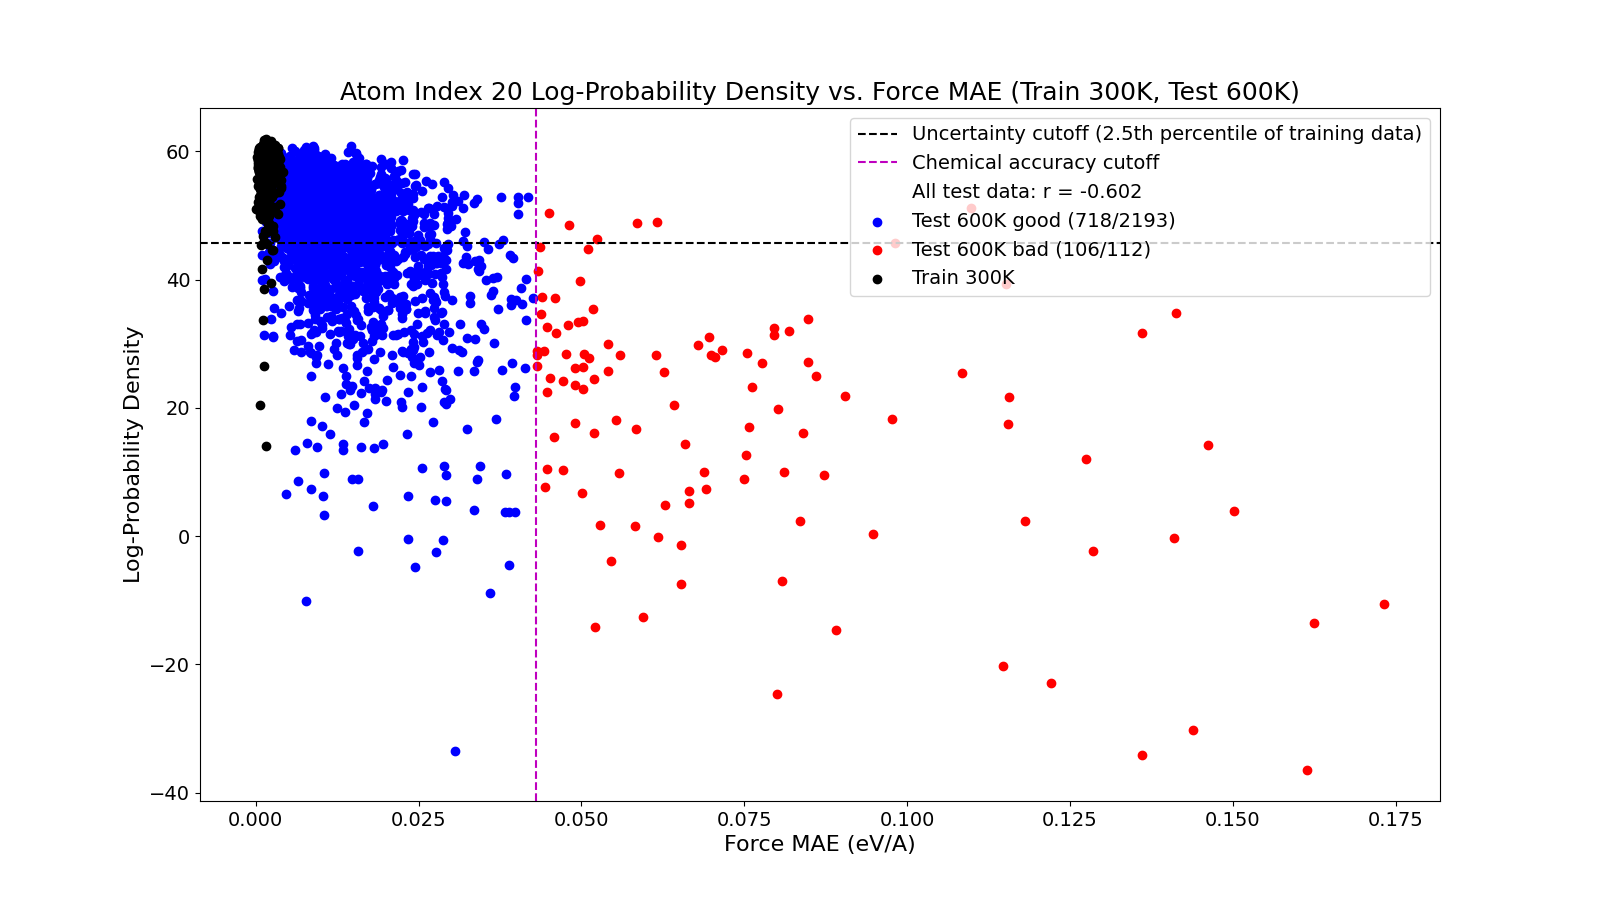 Atom Index 20 Log-Probability Density vs. Force MAE (Train 300K, Test 600K)
Uncertainty cutoff (2.5th percentile of training data)
Chemical accuracy cutoff
All test data: r = -0.602
Test 600K good (718/2193)
Test 600K bad (106/112)
Train 300K
Log-Probability Density
60
40
20
0
−20
−40
0.000 0.025 0.050 0.075 0.100 0.125 0.150 0.175
Force MAE (eV/A)